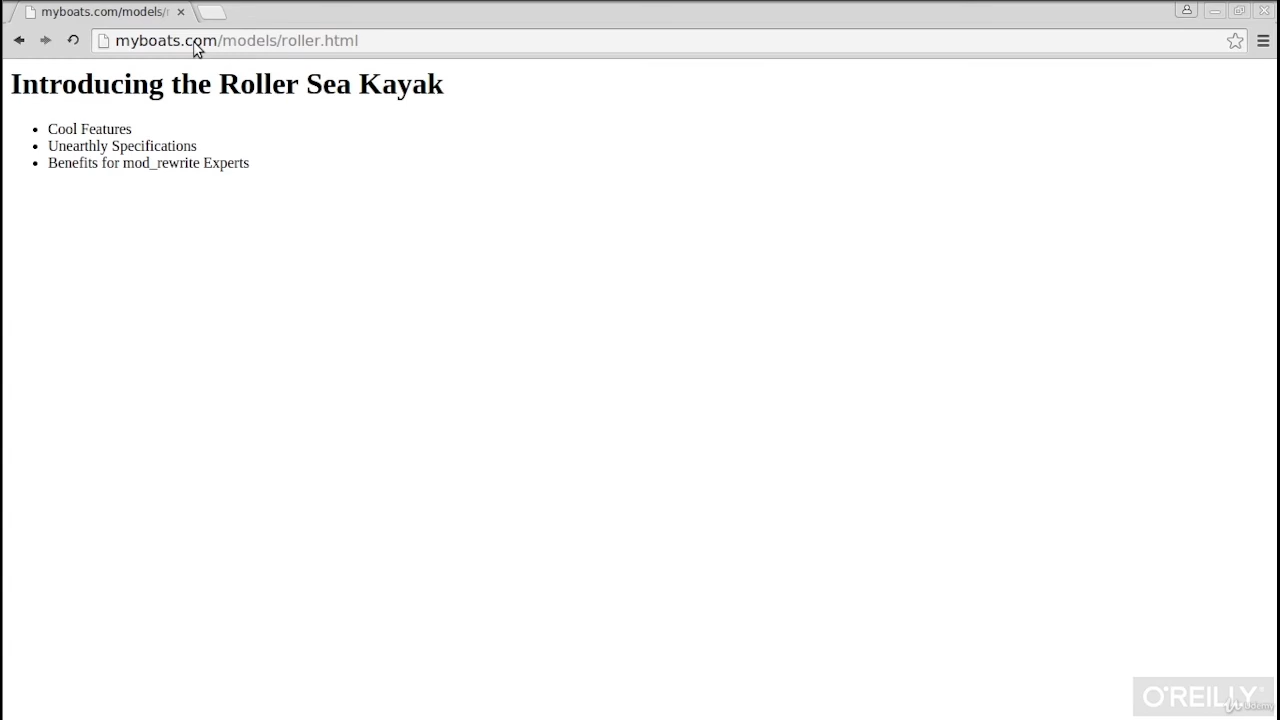 myboats.com/models/r
myboats.com/models/roller.html
Introducing the Roller Sea Kayak
Cool Features
Unearthly Specifications
Benefits for mod_rewrite Experts
O'REILLY
Udemy